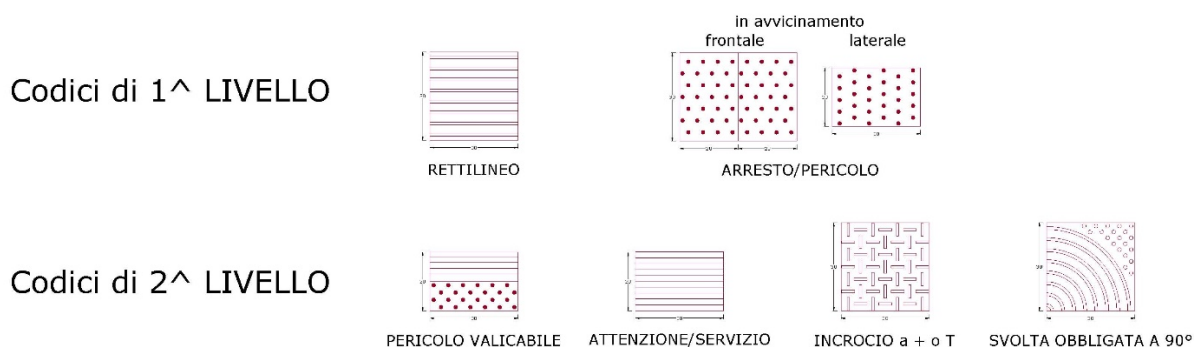 in avvicinamento
frontale laterale
Codici di 1^ LIVELLO
RETTILINEO ARRESTO/PERICOLO
Codici di 2^ LIVELLO
PERICOLO VALICABILE ATTENZIONE/SERVIZIO INCROCIO a + o T SVOLTA OBBLIGATA A 90°